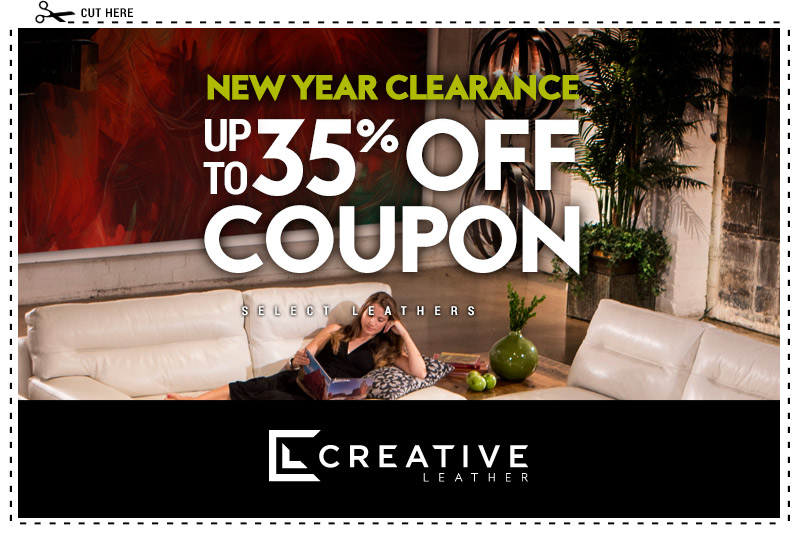 CUT HERE
NEW YEAR CLEARANCE
UP TO 35% OFF
COUPON
SELECT LEATHERS
CREATIVE
LEATHER